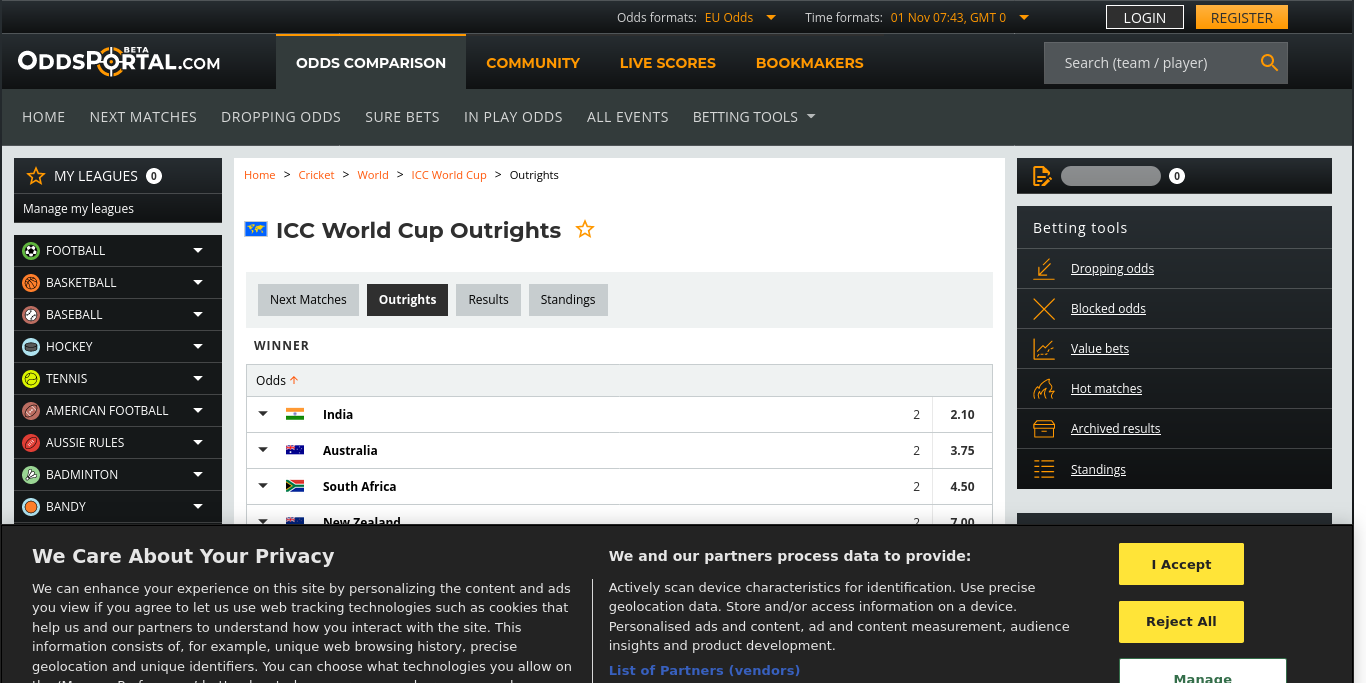 Odds formats: EU Odds Time formats: 01 Nov 07:43, GMT 0 LOGIN REGISTER
ODDSPORTAL.COM BETA
ODDS COMPARISON COMMUNITY LIVE SCORES BOOKMAKERS
Search (team / player)
HOME NEXT MATCHES DROPPING ODDS SURE BETS IN PLAY ODDS ALL EVENTS BETTING TOOLS
MY LEAGUES 0
Manage my leagues
FOOTBALL
BASKETBALL
BASEBALL
HOCKEY
TENNIS
AMERICAN FOOTBALL
AUSSIE RULES
BADMINTON
BANDY
Home > Cricket > World > ICC World Cup > Outrights
ICC World Cup Outrights
Next Matches Outrights Results Standings
WINNER
Odds
India 2 2.10
Australia 2 3.75
South Africa 2 4.50
New Zealand 2 7.00
0
Betting tools
Dropping odds
Blocked odds
Value bets
Hot matches
Archived results
Standings
We Care About Your Privacy
We can enhance your experience on this site by personalizing the content and ads
you view if you agree to let us use web tracking technologies such as cookies that
help us and our partners to understand how you interact with the site. This
information consists of, for example, unique web browsing history, precise
geolocation and unique identifiers. You can choose what technologies you allow on
We and our partners process data to provide:
Actively scan device characteristics for identification. Use precise
geolocation data. Store and/or access information on a device.
Personalised ads and content, ad and content measurement, audience
insights and product development.
List of Partners (vendors)
I Accept
Reject All
Manage